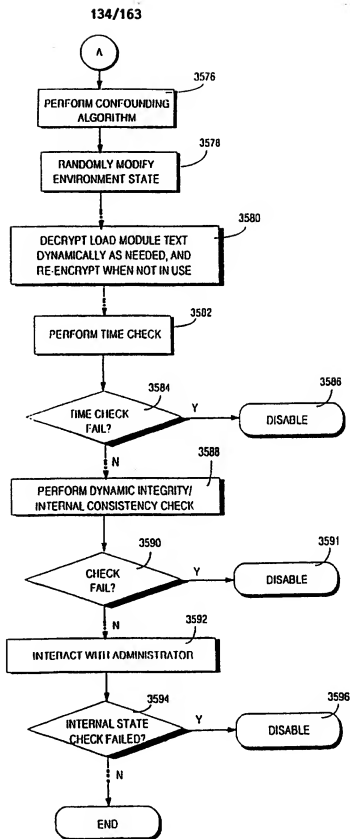 134/163
A
3576
PERFORM CONFOUNDING
ALGORITHM
3578
RANDOMLY MODIFY
ENVIRONMENT STATE
3580
DECRYPT LOAD MODULE TEXT
DYNAMICALLY AS NEEDED, AND
RE-ENCRYPT WHEN NOT IN USE
3582
PERFORM TIME CHECK
3584
TIME CHECK
FAIL?
Y
3586
DISABLE
N
3588
PERFORM DYNAMIC INTEGRITY/
INTERNAL CONSISTENCY CHECK
3590
CHECK
FAIL?
Y
3591
DISABLE
N
3592
INTERACT WITH ADMINISTRATOR
3594
INTERNAL STATE
CHECK FAILED?
Y
3596
DISABLE
N
END